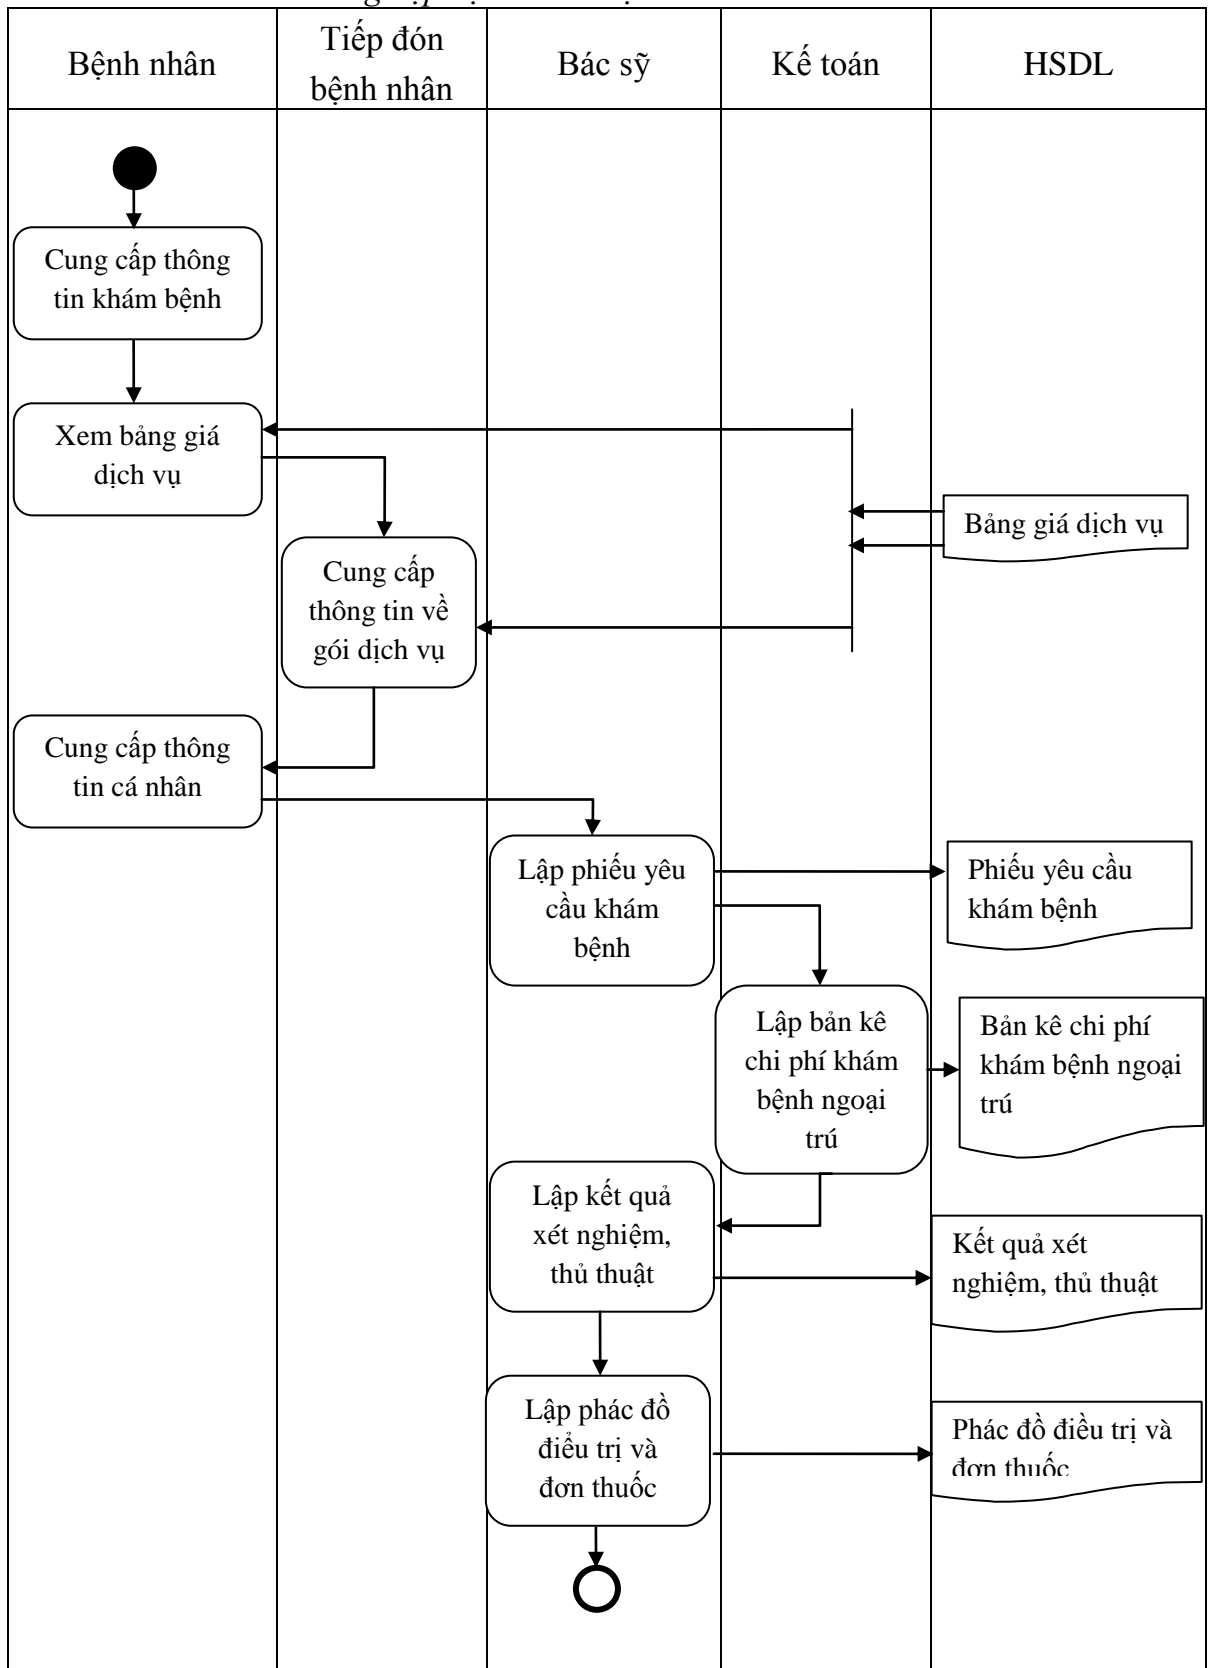 Bệnh nhân
Tiếp đón
bệnh nhân
Bác sỹ
Kế toán
HSDL
Cung cấp thông
tin khám bệnh
Xem bảng giá
dịch vụ
Bảng giá dịch vụ
Cung cấp
thông tin về
gói dịch vụ
Cung cấp thông
tin cá nhân
Lập phiếu yêu
cầu khám
bệnh
Phiếu yêu cầu
khám bệnh
Lập bản kê
chi phí khám
bệnh ngoại
trú
Bản kê chi phí
khám bệnh ngoại
trú
Lập kết quả
xét nghiệm,
thủ thuật
Kết quả xét
nghiệm, thủ thuật
Lập phác đồ
điểu trị và
đơn thuốc
Phác đồ điều trị và
đơn thuốc